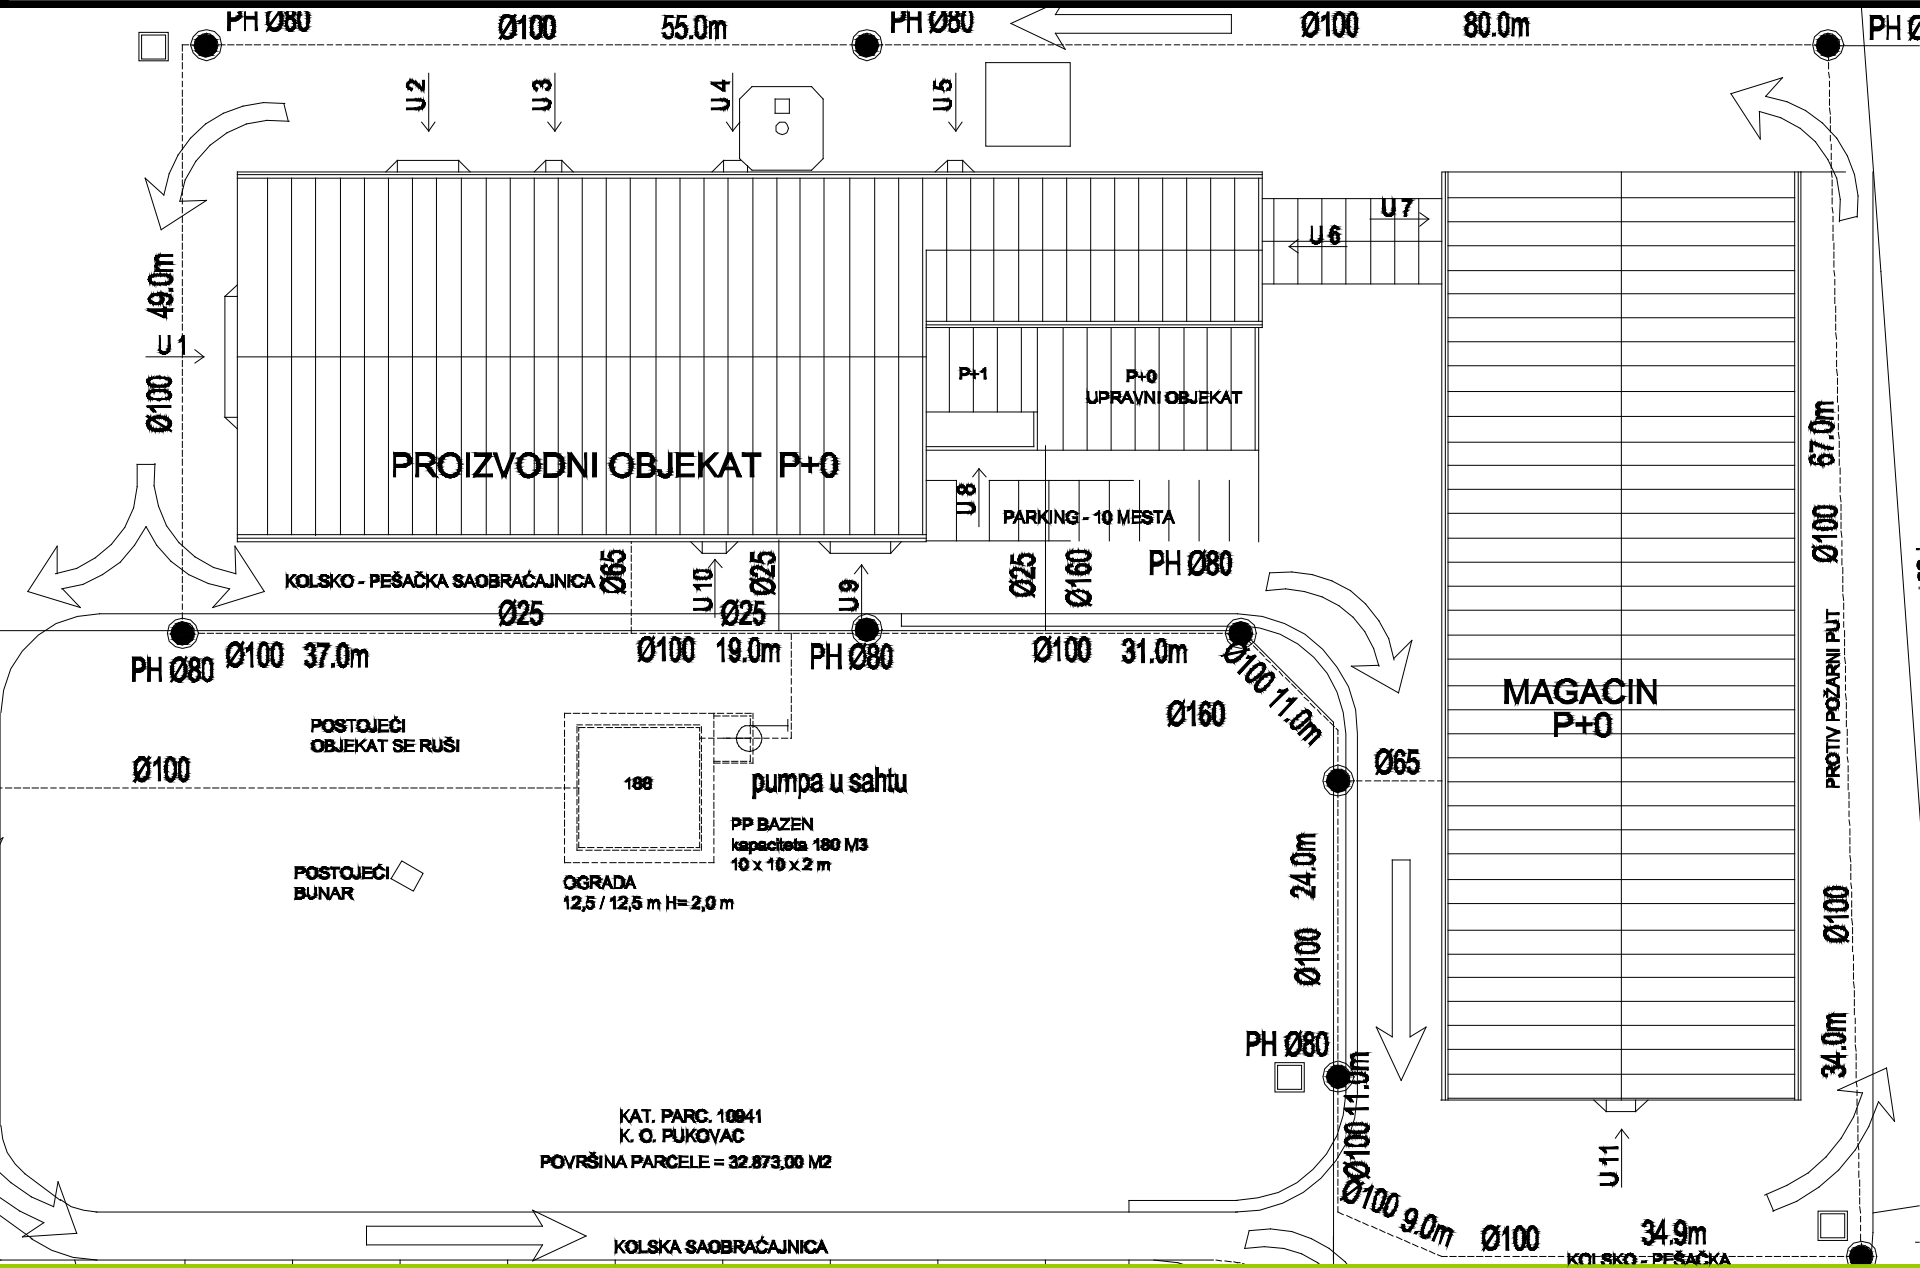 PH Ø80
Ø100 55.0m
PH Ø80
Ø100 80.0m
PH Ø
U 2
U 3
U 4
U 5
U 7
U 6
49.0m
U 1
Ø100
P+1
P+0
UPRAVNI OBJEKAT
PROIZVODNI OBJEKAT P+0
67.0m
U 8
PARKING - 10 MESTA
Ø100
KOLSKO - PEŠAČKA SAOBRAĆAJNICA
Ø65
U 10
Ø25
U 9
Ø25
Ø160
PH Ø80
Ø25
Ø25
PH Ø80
Ø100 37.0m
Ø100 19.0m
PH Ø80
Ø100 31.0m
Ø100 11.0m
Ø160
MAGACIN
P+0
PROTIV POŽARNI PUT
POSTOJEĆI
OBJEKAT SE RUŠI
Ø100
188
pumpa u sahtu
Ø65
PP BAZEN
kapaciteta 180 M3
10 x 10 x 2 m
24.0m
Ø100
POSTOJEĆI
BUNAR
OGRADA
12,5 / 12,5 m H= 2,0 m
Ø100
34.0m
PH Ø80
Ø100 11.0m
KAT. PARC. 10941
K. O. PUKOVAC
POVRŠINA PARCELE = 32.873,00 M2
U 11
Ø100 9.0m
Ø100 34.9m
KOLSKA SAOBRAĆAJNICA
KOLSKO - PEŠAČKA